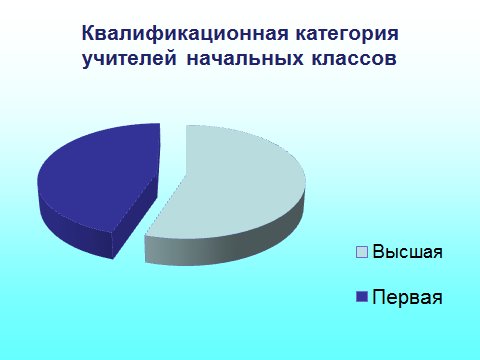 Квалификационная категория
учителей начальных классов
Высшая
Первая